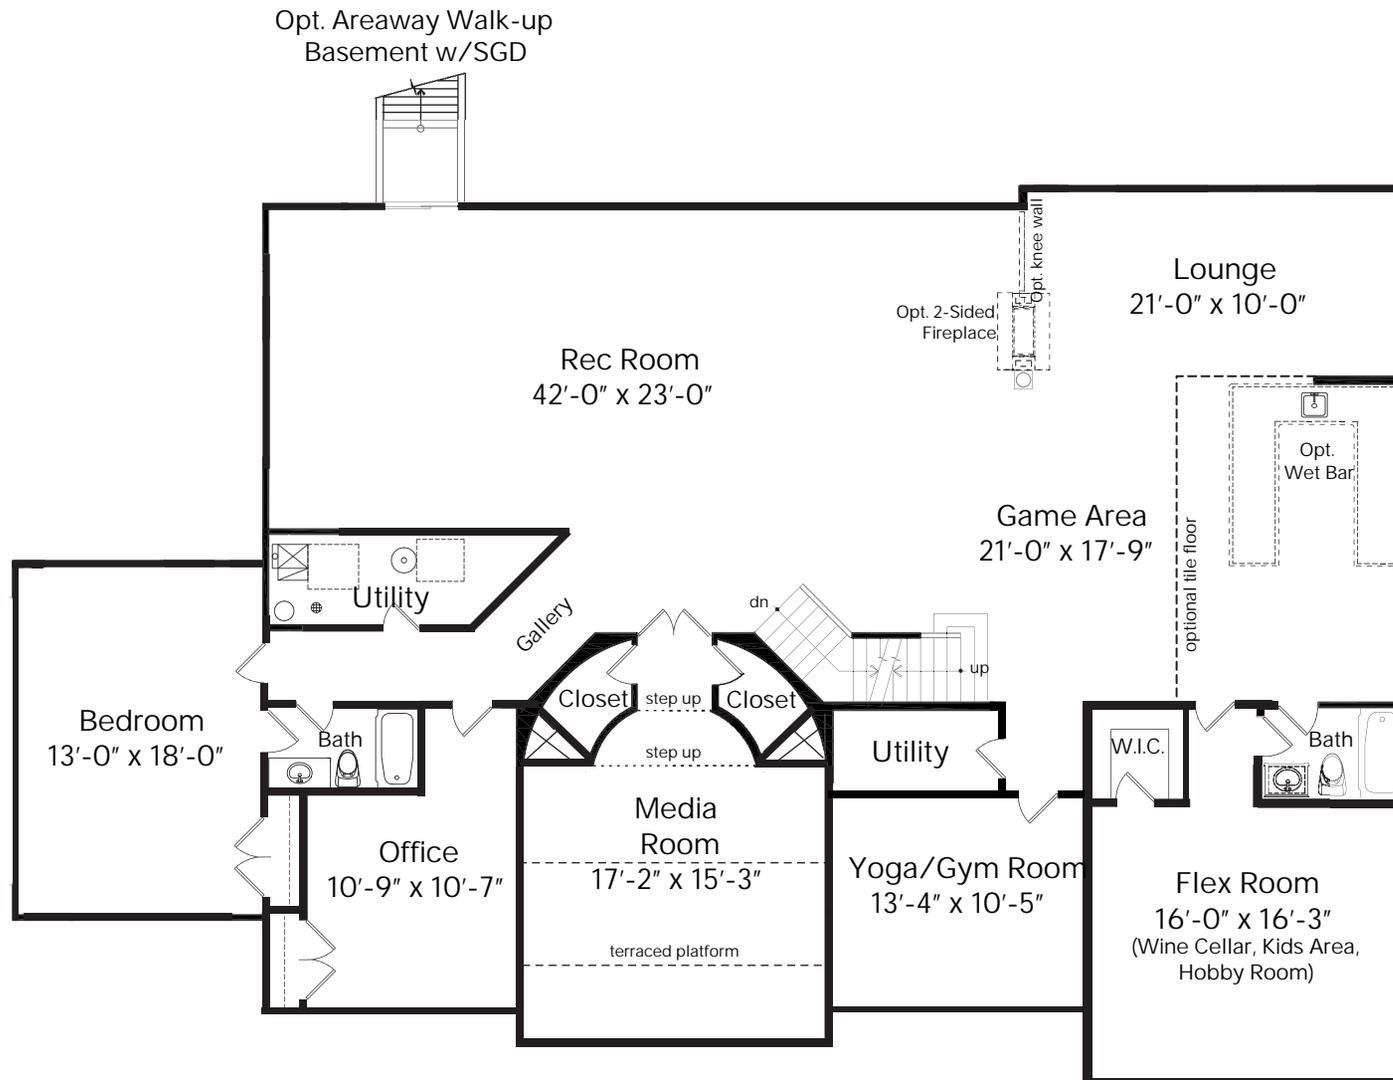 Opt. Areaway Walk-up
Basement w/SGD
Opt. knee wall
Lounge
21'-0" x 10'-0"
Opt. 2-Sided
Fireplace
Rec Room
42'-0" x 23'-0"
Opt.
Wet Bar
Game Area
21'-0" x 17'-9"
optional tile floor
Utility
Gallery
dn
up
Closet
step up
Closet
step up
Bedroom
13'-0" x 18'-0"
Bath
Utility
W.I.C.
Bath
Media
Room
17'-2" x 15'-3"
Office
10'-9" x 10'-7"
Yoga/Gym Room
13'-4" x 10'-5"
Flex Room
16'-0" x 16'-3"
(Wine Cellar, Kids Area,
Hobby Room)
terraced platform